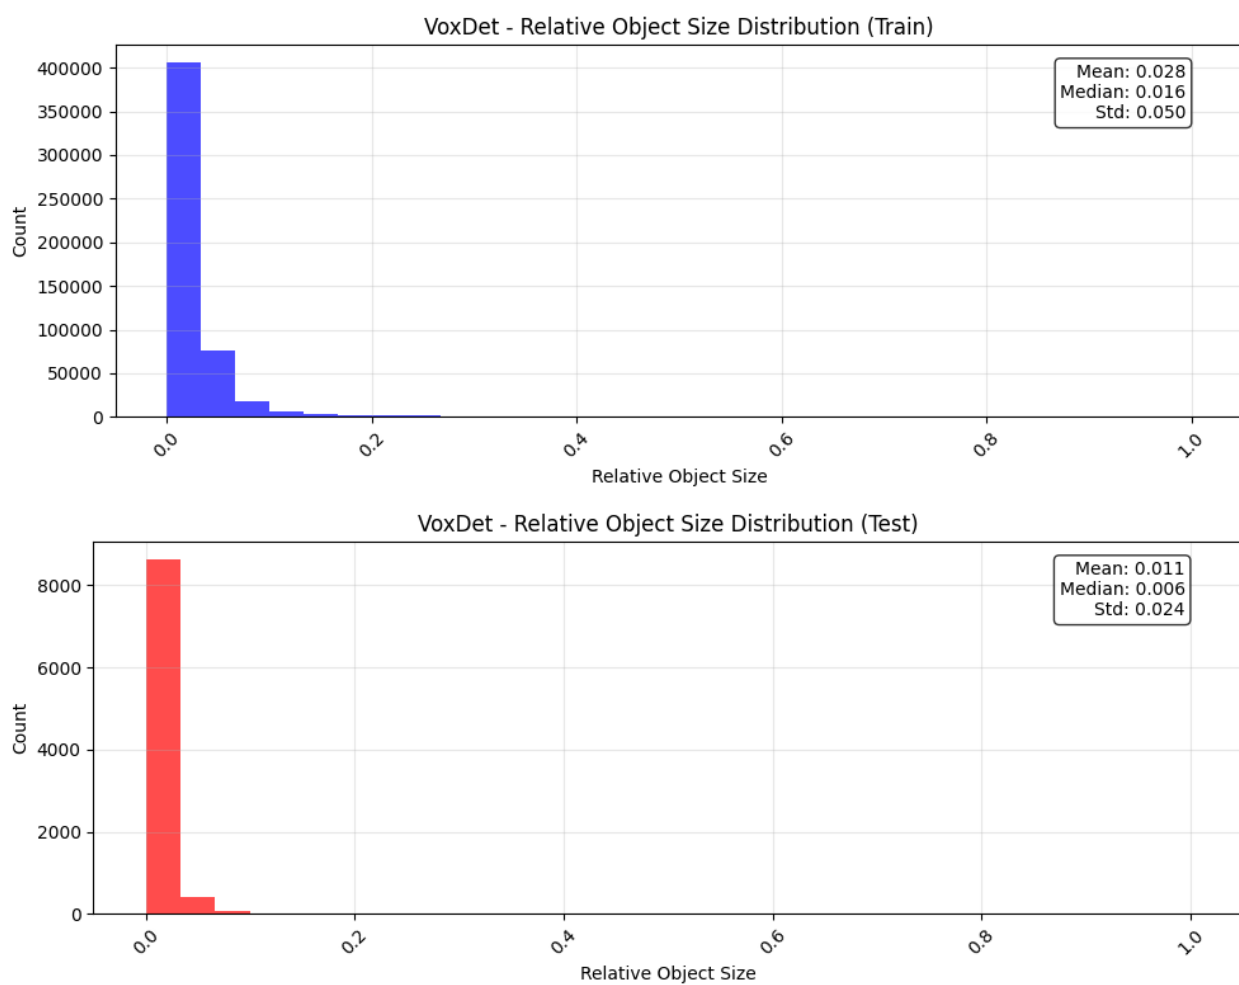 VoxDet - Relative Object Size Distribution (Train)
Mean: 0.028
Median: 0.016
Std: 0.050
Count
400000
350000
300000
250000
200000
150000
100000
50000
0
0.0 0.2 0.4 0.6 0.8 1.0
Relative Object Size
VoxDet - Relative Object Size Distribution (Test)
Mean: 0.011
Median: 0.006
Std: 0.024
Count
8000
6000
4000
2000
0
0.0 0.2 0.4 0.6 0.8 1.0
Relative Object Size